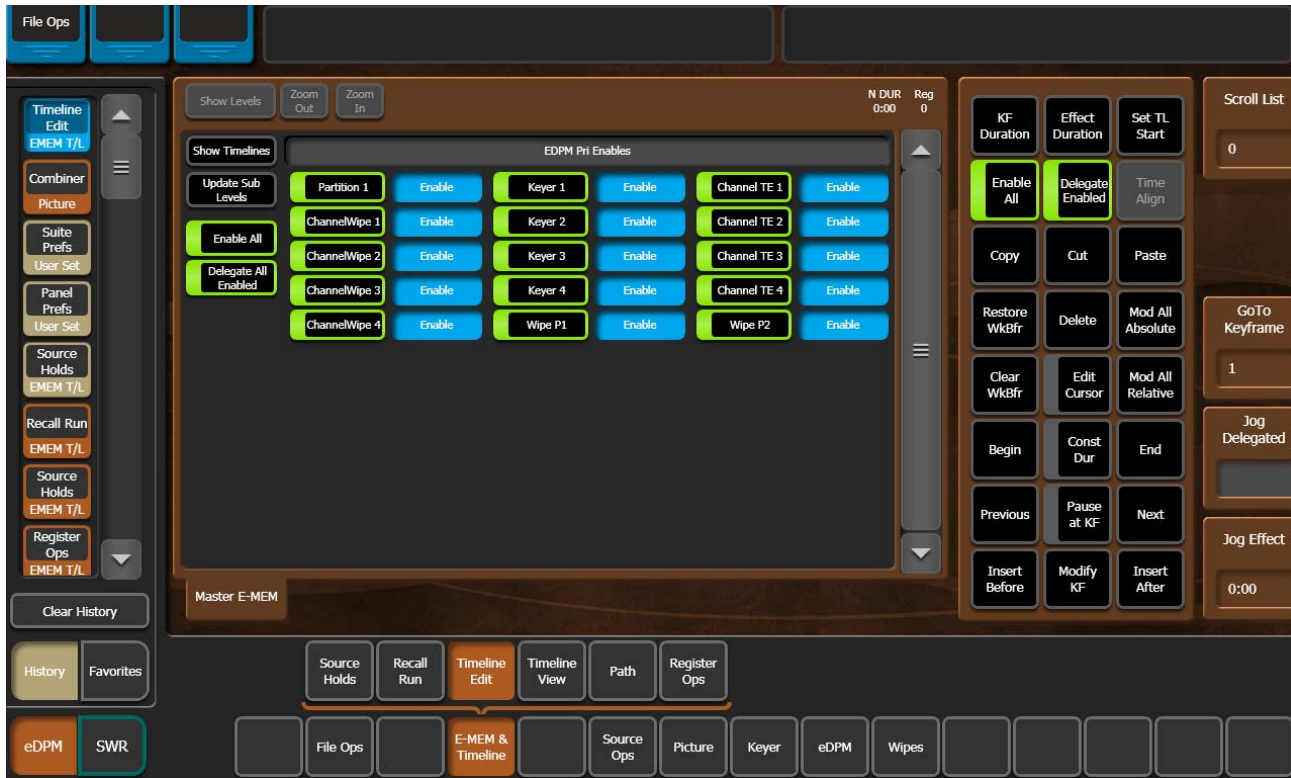 File Ops
Timeline
Edit
EMEM T/L
Combiner
Picture
Suite
Prefs
User Set
Panel
Prefs
User Set
Source
Holds
EMEM T/L
Recall Run
EMEM T/L
Source
Holds
EMEM T/L
Register
Ops
EMEM T/L
Clear History
History
Favorites
eDPM
SWR
Show Levels
Zoom
Out
Zoom
In
N DUR
0:00
Reg
0
Show Timelines
EDPM Pri Enables
Update Sub
Levels
Enable All
Delegate All
Enabled
Partition 1 Enable Keyer 1 Enable Channel TE 1 Enable
ChannelWipe 1 Enable Keyer 2 Enable Channel TE 2 Enable
ChannelWipe 2 Enable Keyer 3 Enable Channel TE 3 Enable
ChannelWipe 3 Enable Keyer 4 Enable Channel TE 4 Enable
ChannelWipe 4 Enable Wipe P1 Enable Wipe P2 Enable
Master E-MEM
KF
Duration
Effect
Duration
Set TL
Start
Enable
All
Delegate
Enabled
Time
Align
Copy
Cut
Paste
Restore
WkBfr
Delete
Mod All
Absolute
Clear
WkBfr
Edit
Cursor
Mod All
Relative
Begin
Const
Dur
End
Previous
Pause
at KF
Next
Insert
Before
Modify
KF
Insert
After
Scroll List
0
GoTo
Keyframe
1
Jog
Delegated
Jog Effect
0:00
Source
Holds
Recall
Run
Timeline
Edit
Timeline
View
Path
Register
Ops
File Ops
E-MEM &
Timeline
Source
Ops
Picture
Keyer
eDPM
Wipes